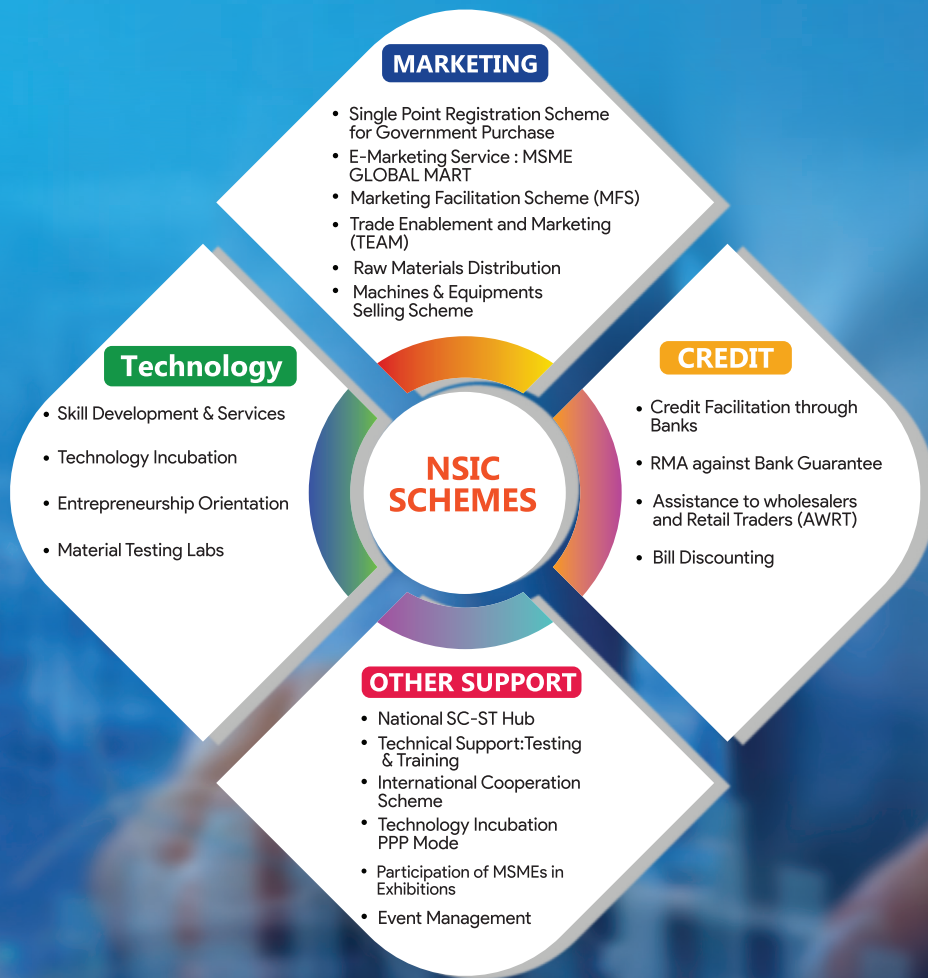 MARKETING
• Single Point Registration Scheme
for Government Purchase
• E-Marketing Service : MSME
GLOBAL MART
• Marketing Facilitation Scheme (MFS)
• Trade Enablement and Marketing
(TEAM)
• Raw Materials Distribution
• Machines & Equipments
Selling Scheme
Technology
• Skill Development & Services
• Technology Incubation
• Entrepreneurship Orientation
• Material Testing Labs
NSIC
SCHEMES
CREDIT
• Credit Facilitation through
Banks
• RMA against Bank Guarantee
• Assistance to wholesalers
and Retail Traders (AWRT)
• Bill Discounting
OTHER SUPPORT
• National SC-ST Hub
• Technical Support:Testing
& Training
• International Cooperation
Scheme
• Technology Incubation
PPP Mode
• Participation of MSMEs in
Exhibitions
• Event Management